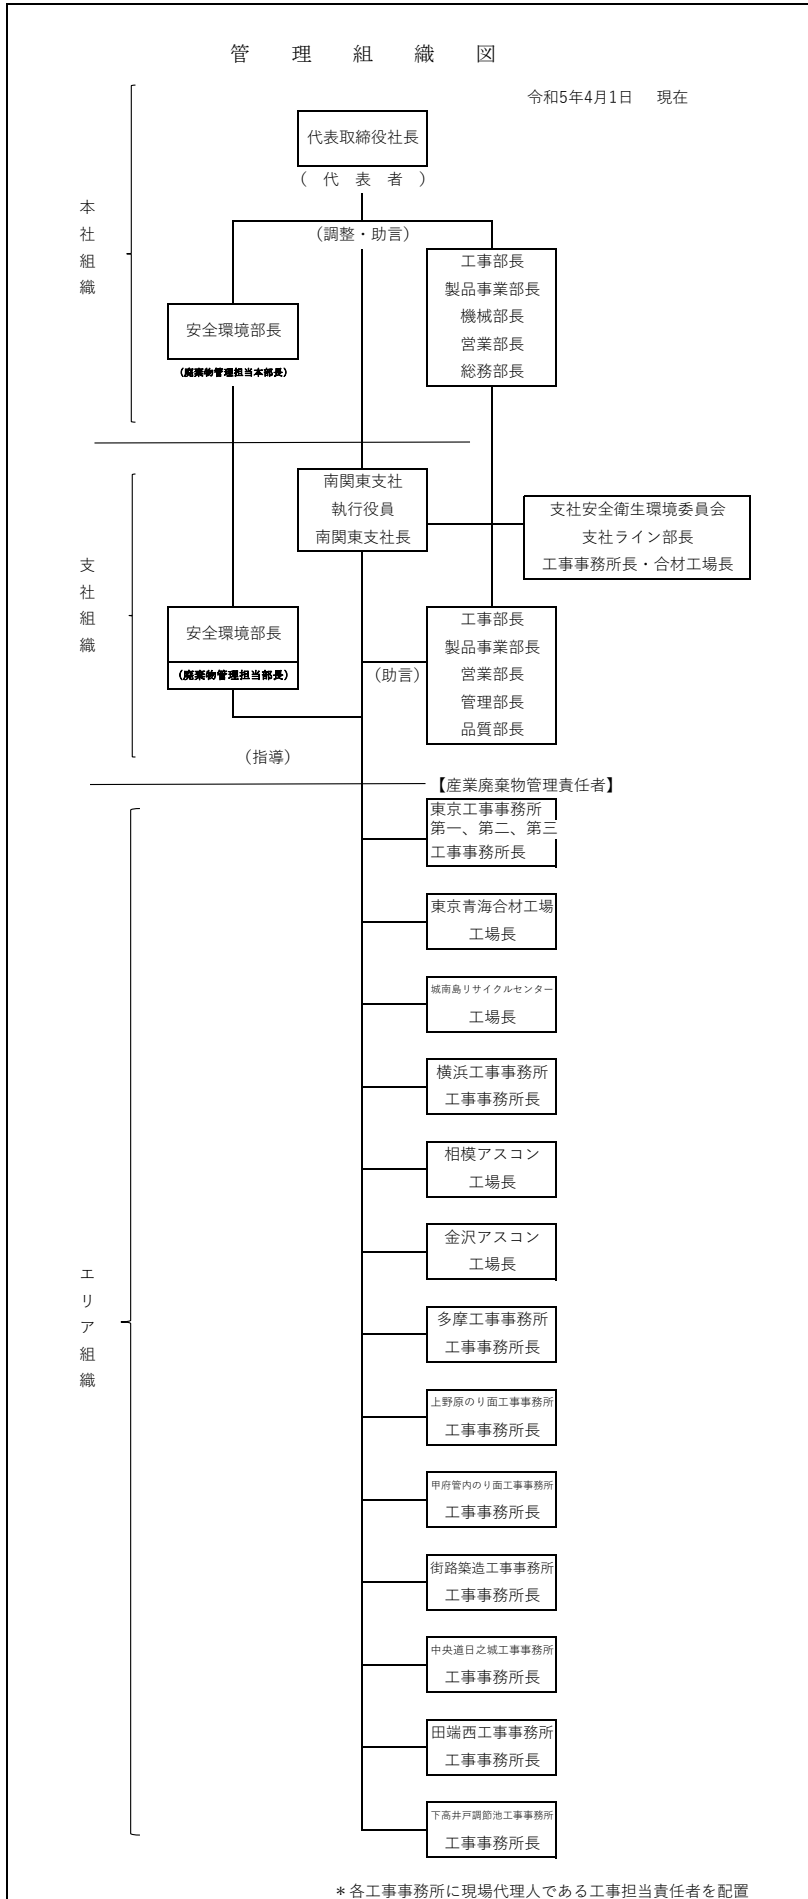 管理組織図
令和5年4月1日　現在
代表取締役社長
(　代　表　者　)
本社組織
(調整・助言)
工事部長
製品事業部長
機械部長
営業部長
総務部長
安全環境部長
(廃棄物管理担当本部長)
南関東支社
執行役員
南関東支社長
支社安全衛生環境委員会
支社ライン部長
工事事務所長・合材工場長
支社組織
安全環境部長
(廃棄物管理担当部長)
(助言)
工事部長
製品事業部長
営業部長
管理部長
品質部長
(指導)
【産業廃棄物管理責任者】
東京工事事務所
第一、第二、第三
工事事務所長
東京青海合材工場
工場長
城南島リサイクルセンター
工場長
横浜工事事務所
工事事務所長
相模アスコン
工場長
金沢アスコン
工場長
エリア組織
多摩工事事務所
工事事務所長
上野原のり面工事事務所
工事事務所長
甲府管内のり面工事事務所
工事事務所長
街路築造工事事務所
工事事務所長
中央道日之城工事事務所
工事事務所長
田端西工事事務所
工事事務所長
下高井戸調節池工事事務所
工事事務所長
＊各工事事務所に現場代理人である工事担当責任者を配置